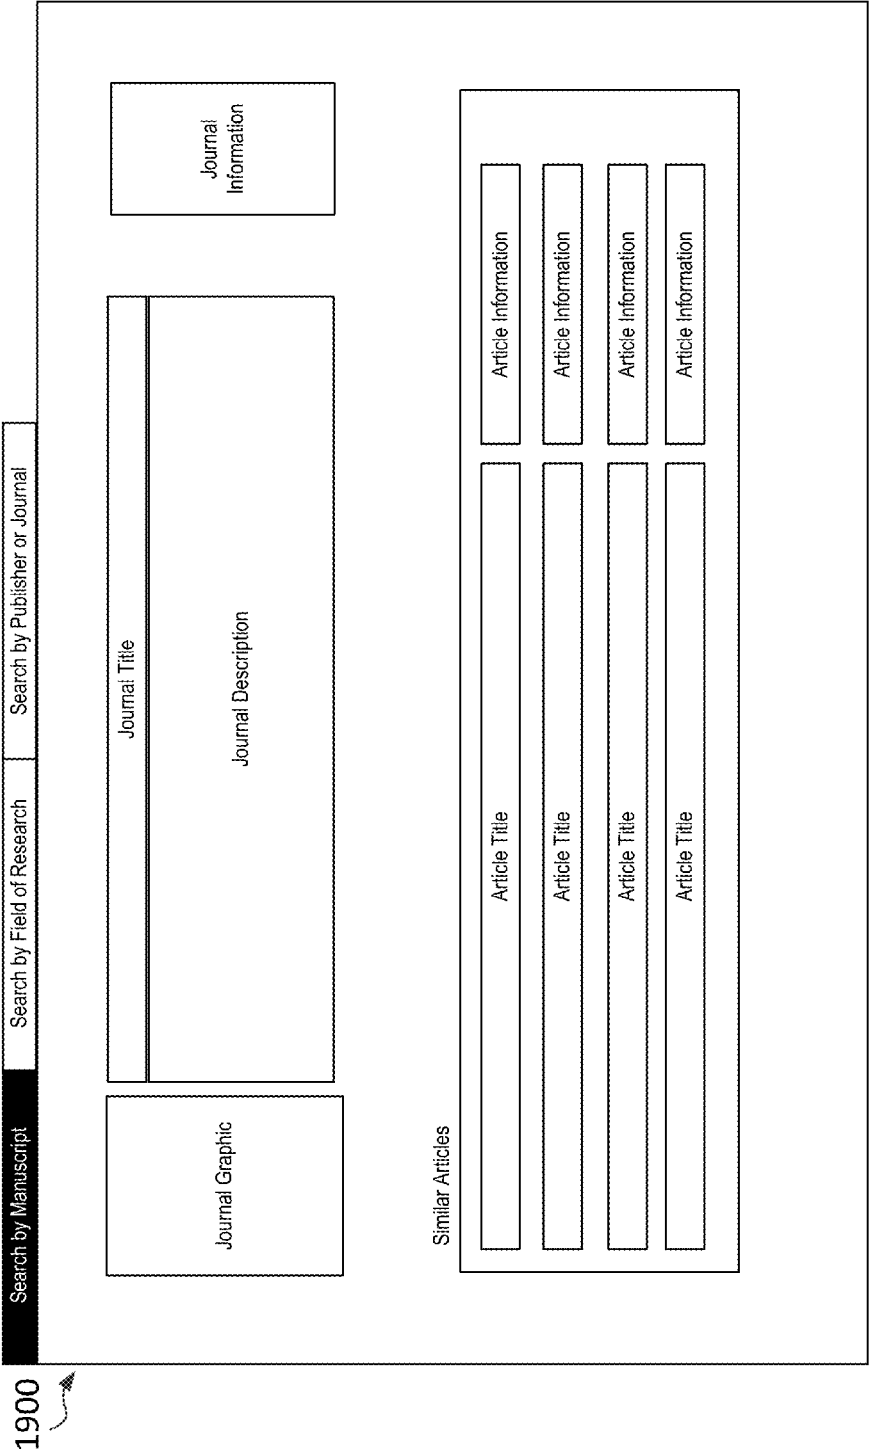 1900
Search by Manuscript
Search by Field of Research
Search by Publisher or Journal
Journal Graphic
Journal Title
Journal Description
Journal
Information
Similar Articles
Article Title
Article Information
Article Title
Article Information
Article Title
Article Information
Article Title
Article Information